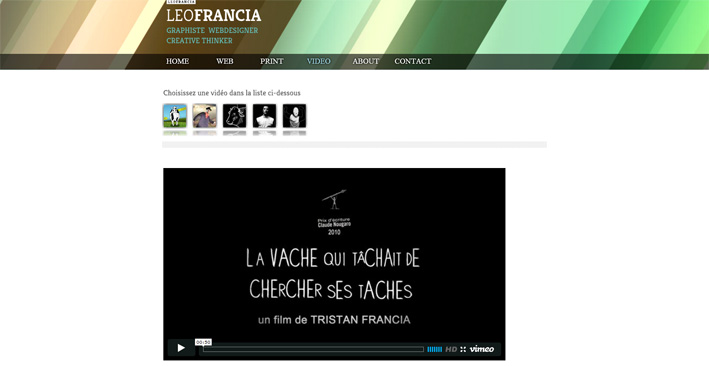 LEOFRANCIA
LEOFRANCIA
GRAPHISTE WEBDESIGNER
CREATIVE THINKER
HOME WEB PRINT VIDEO ABOUT CONTACT
Choisissez une vidéo dans la liste ci-dessous
Prix d'écriture
Claude Nougaro
2010
LA VACHE QUI TÂCHAIT DE
CHERCHER SES TACHES
un film de TRISTAN FRANCIA
00:50
HD vimeo